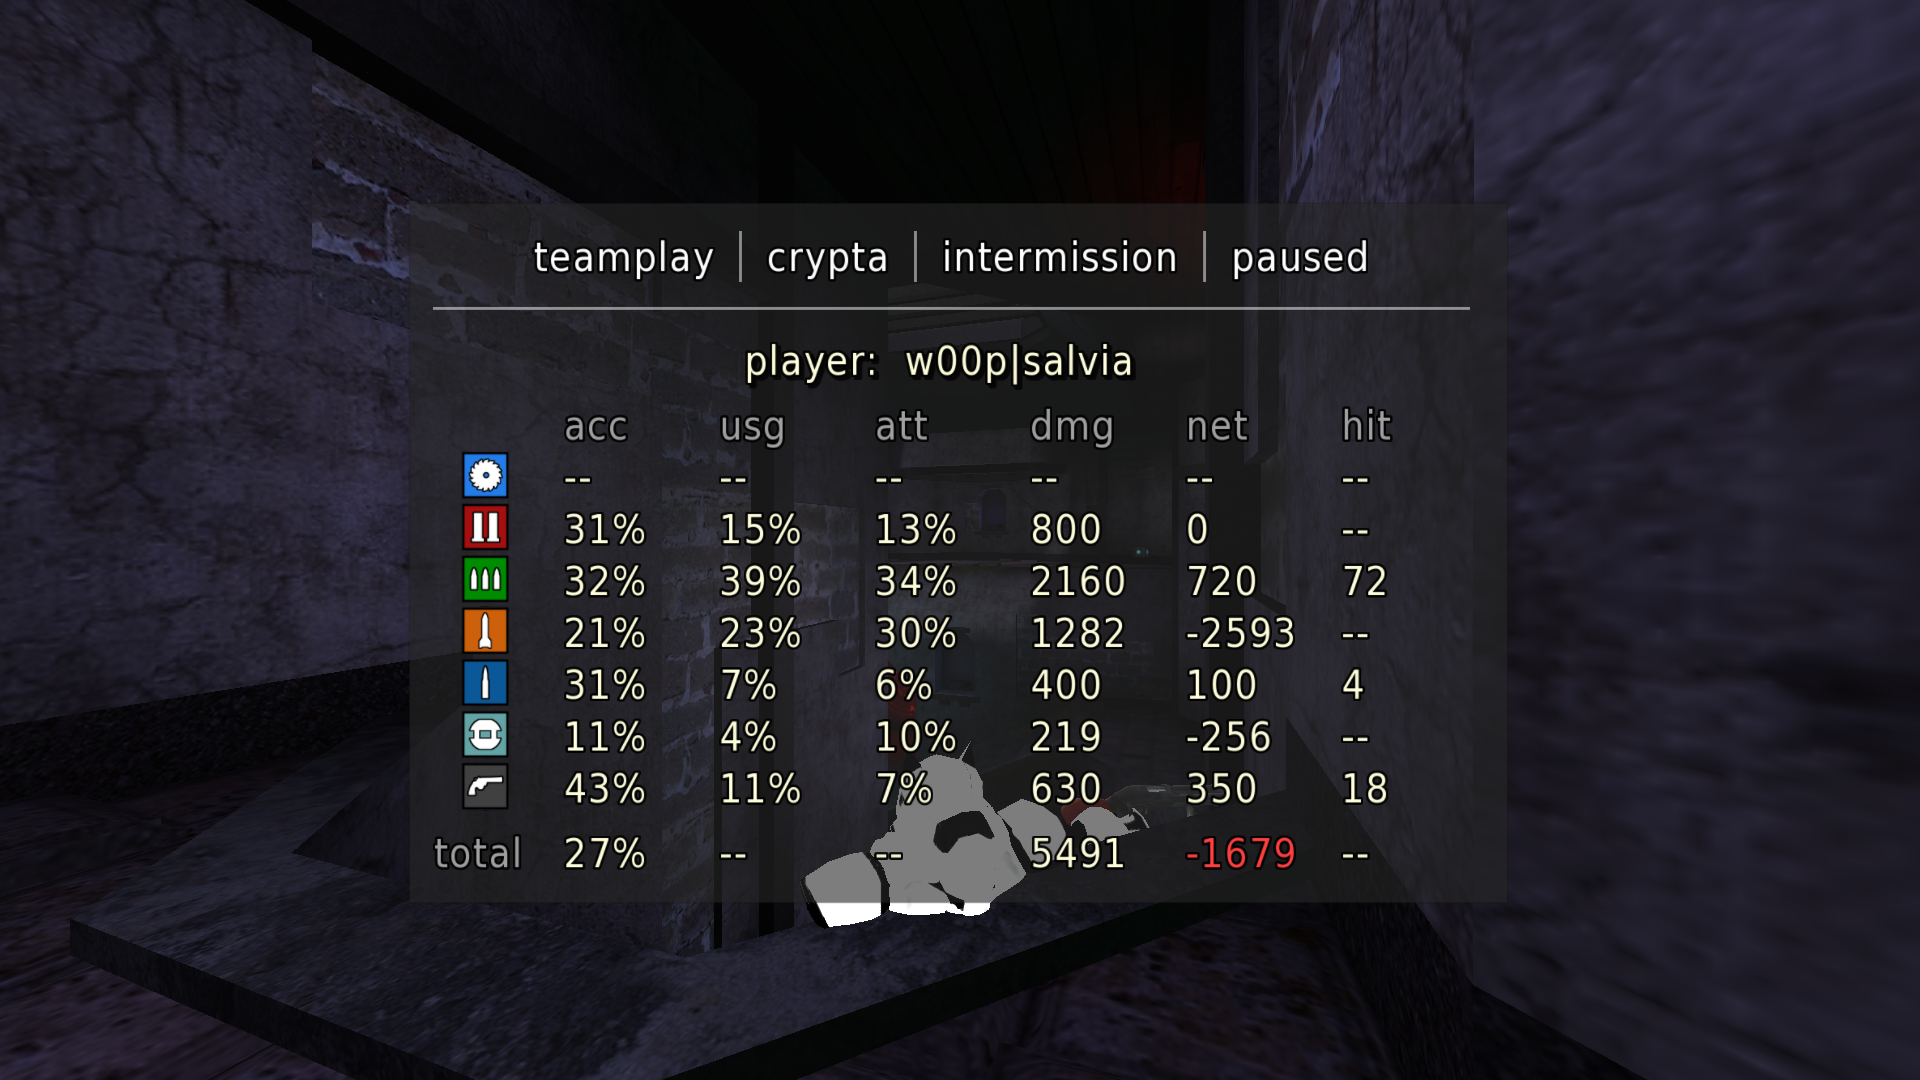 teamplay | crypta | intermission | paused
player: w00p|salvia
acc usg att dmg net hit
-- -- -- -- -- --
31% 15% 13% 800 0 --
32% 39% 34% 2160 720 72
21% 23% 30% 1282 -2593 --
31% 7% 6% 400 100 4
11% 4% 10% 219 -256 --
43% 11% 7% 630 350 18
total 27% -- -- 5491 -1679 --